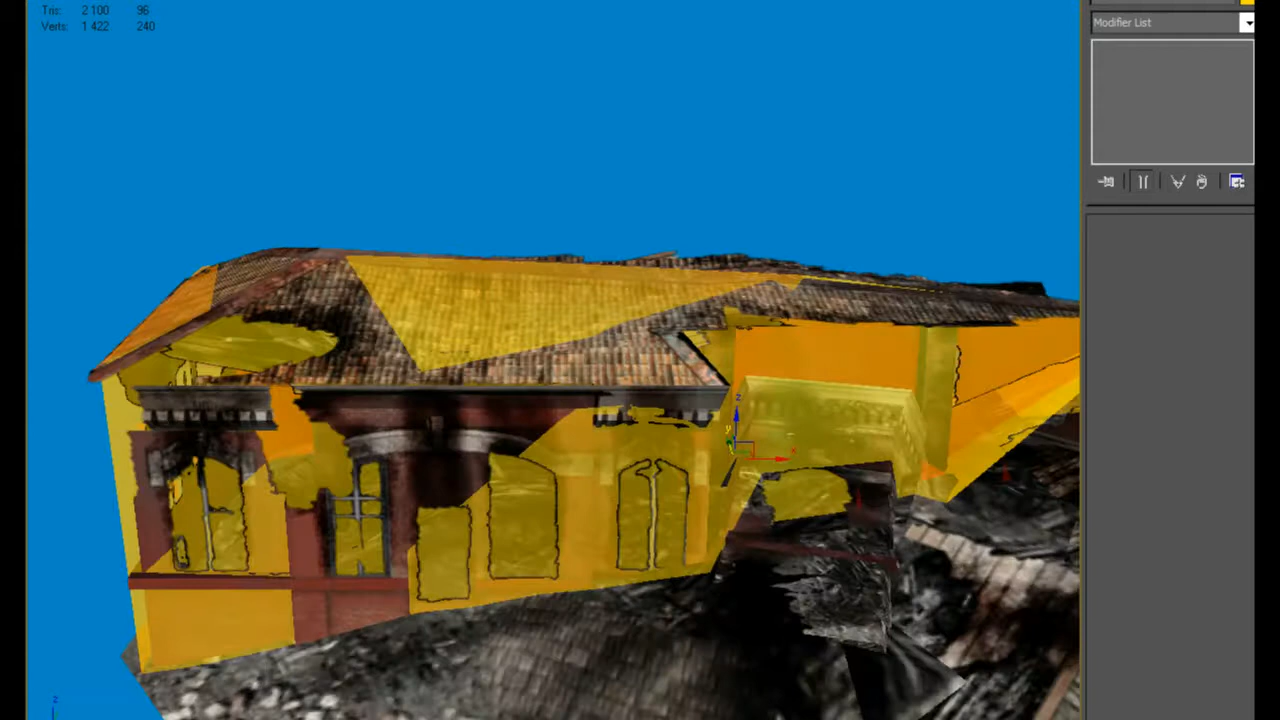 Tris: 2 100 96
Verts: 1 422 240
Modifier List
z
y
x
z